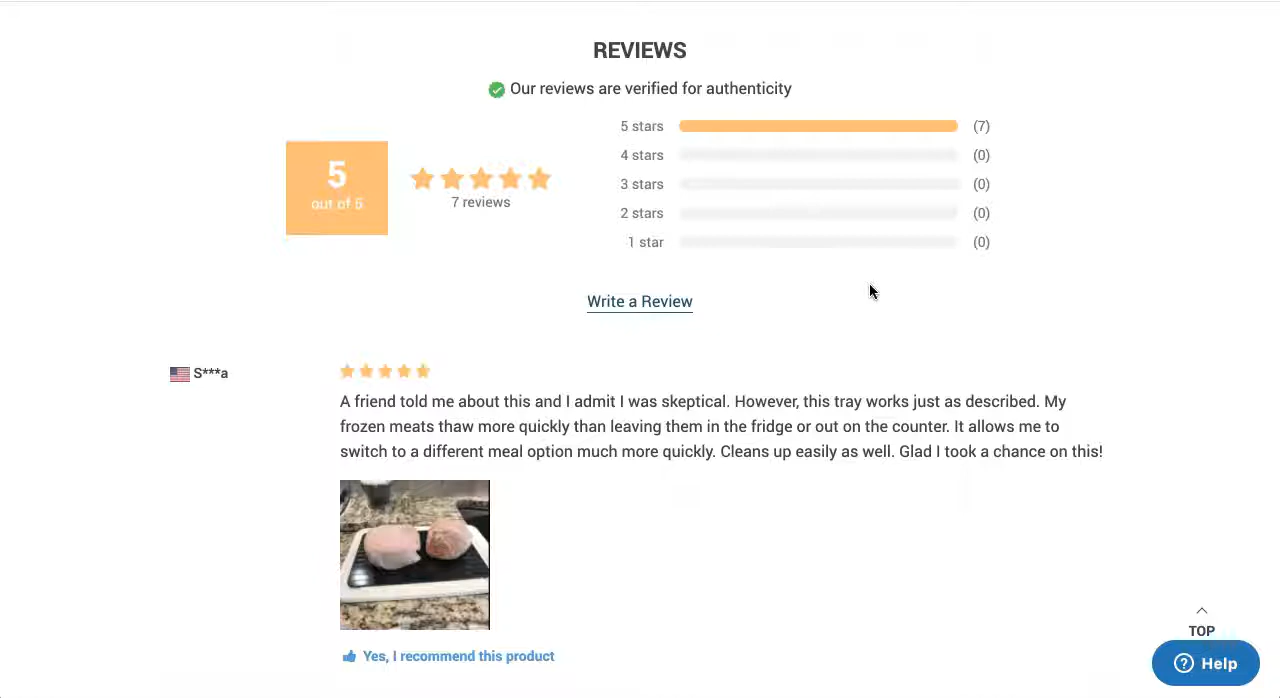 REVIEWS
Our reviews are verified for authenticity
5 stars (7)
4 stars (0)
3 stars (0)
2 stars (0)
1 star (0)
5
out of 5
7 reviews
Write a Review
S***a
A friend told me about this and I admit I was skeptical. However, this tray works just as described. My
frozen meats thaw more quickly than leaving them in the fridge or out on the counter. It allows me to
switch to a different meal option much more quickly. Cleans up easily as well. Glad I took a chance on this!
Yes, I recommend this product
TOP
? Help